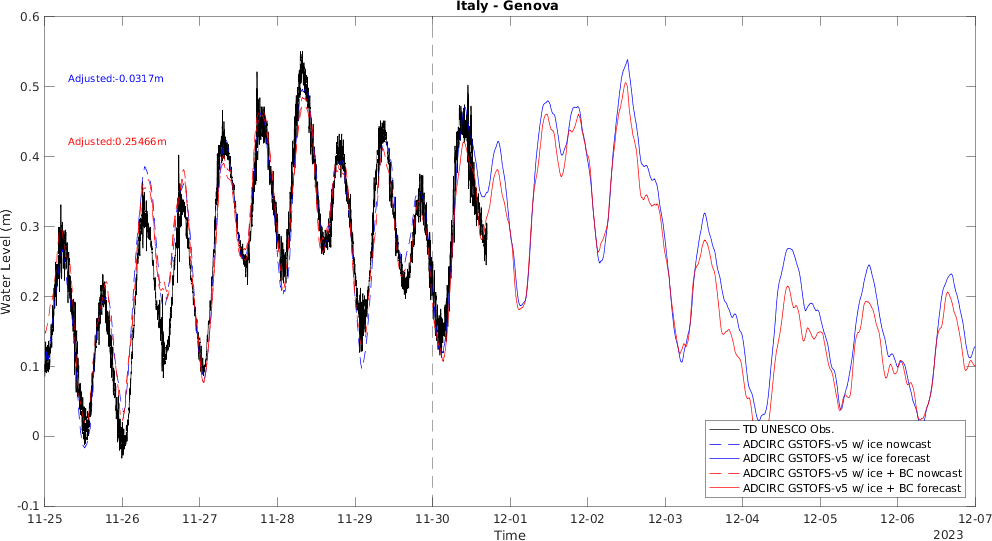 Italy - Genova
0.6
0.5
0.4
0.3
0.2
0.1
0
-0.1
Water Level (m)
Adjusted:-0.0317m
Adjusted:0.25466m
TD UNESCO Obs.
ADCIRC GSTOFS-v5 w/ ice nowcast
ADCIRC GSTOFS-v5 w/ ice forecast
ADCIRC GSTOFS-v5 w/ ice + BC nowcast
ADCIRC GSTOFS-v5 w/ ice + BC forecast
11-25 11-26 11-27 11-28 11-29 11-30 12-01 12-02 12-03 12-04 12-05 12-06 12-07
Time
2023